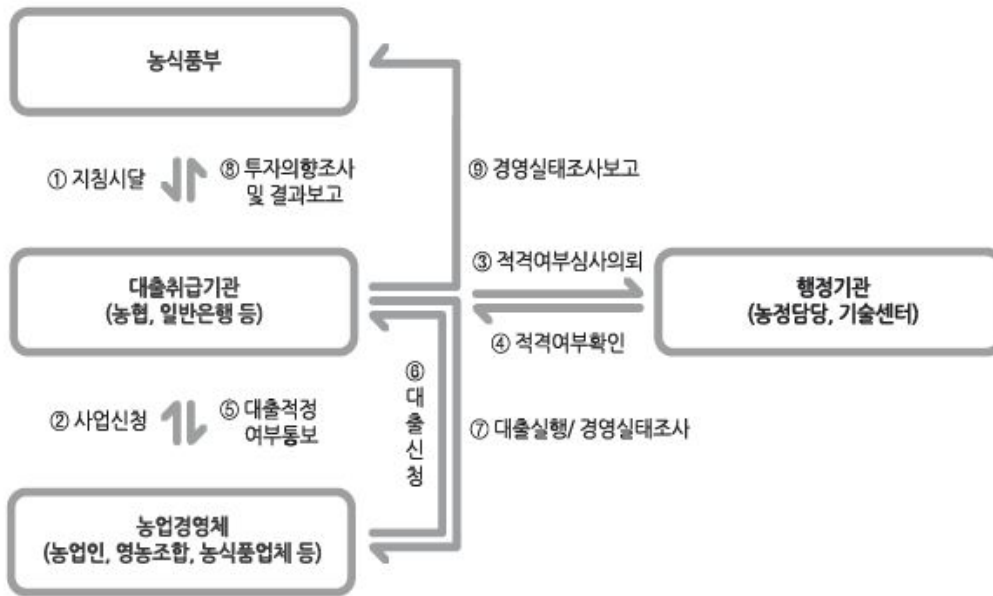 농식품부
① 지침시달
⑧ 투자의향조사
및 결과보고
⑨ 경영실태조사보고
대출취급기관
(농협, 일반은행 등)
③ 적격여부심사의뢰
④ 적격여부확인
행정기관
(농정담당, 기술센터)
② 사업신청
⑤ 대출적정
여부통보
⑥
대
출
신
청
⑦ 대출실행/ 경영실태조사
농업경영체
(농업인, 영농조합, 농식품업체 등)